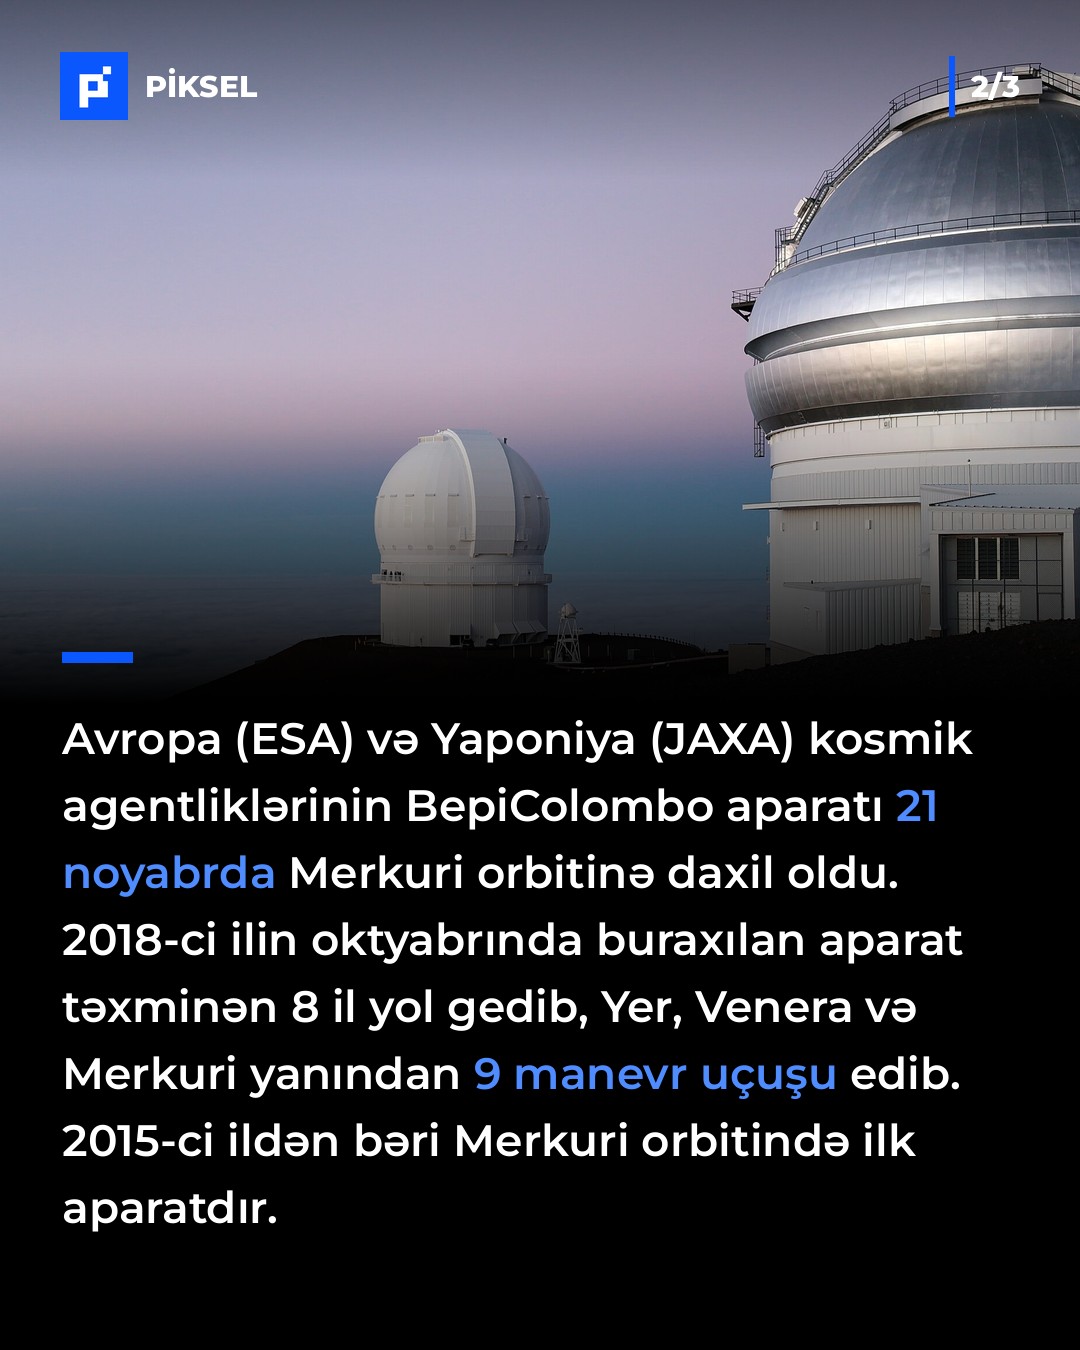 PİKSEL
2/3
Avropa (ESA) və Yaponiya (JAXA) kosmik
agentliklərinin BepiColombo aparatı 21
noyabrda Merkuri orbitinə daxil oldu.
2018-ci ilin oktyabrında buraxılan aparat
təxminən 8 il yol gedib, Yer, Venera və
Merkuri yanından 9 manevr uçuşu edib.
2015-ci ildən bəri Merkuri orbitində ilk
aparatdır.